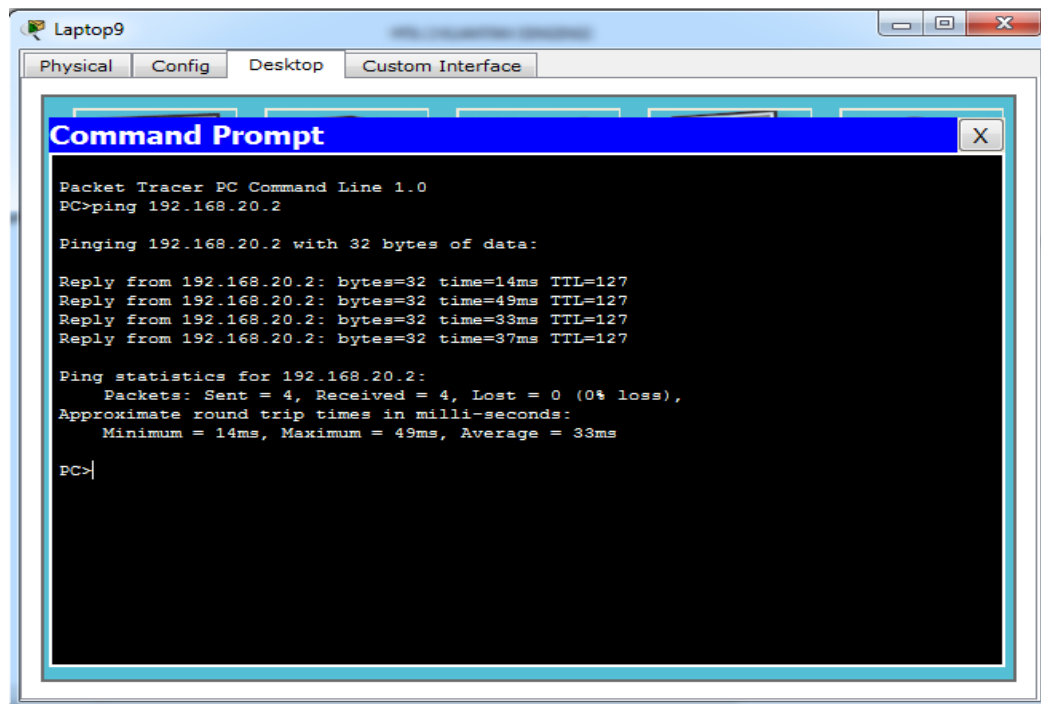 Laptop9
Physical Config Desktop Custom Interface
Command Prompt
X
Packet Tracer PC Command Line 1.0
PC>ping 192.168.20.2
Pinging 192.168.20.2 with 32 bytes of data:
Reply from 192.168.20.2: bytes=32 time=14ms TTL=127
Reply from 192.168.20.2: bytes=32 time=49ms TTL=127
Reply from 192.168.20.2: bytes=32 time=33ms TTL=127
Reply from 192.168.20.2: bytes=32 time=37ms TTL=127
Ping statistics for 192.168.20.2:
Packets: Sent = 4, Received = 4, Lost = 0 (0% loss),
Approximate round trip times in milli-seconds:
Minimum = 14ms, Maximum = 49ms, Average = 33ms
PC>